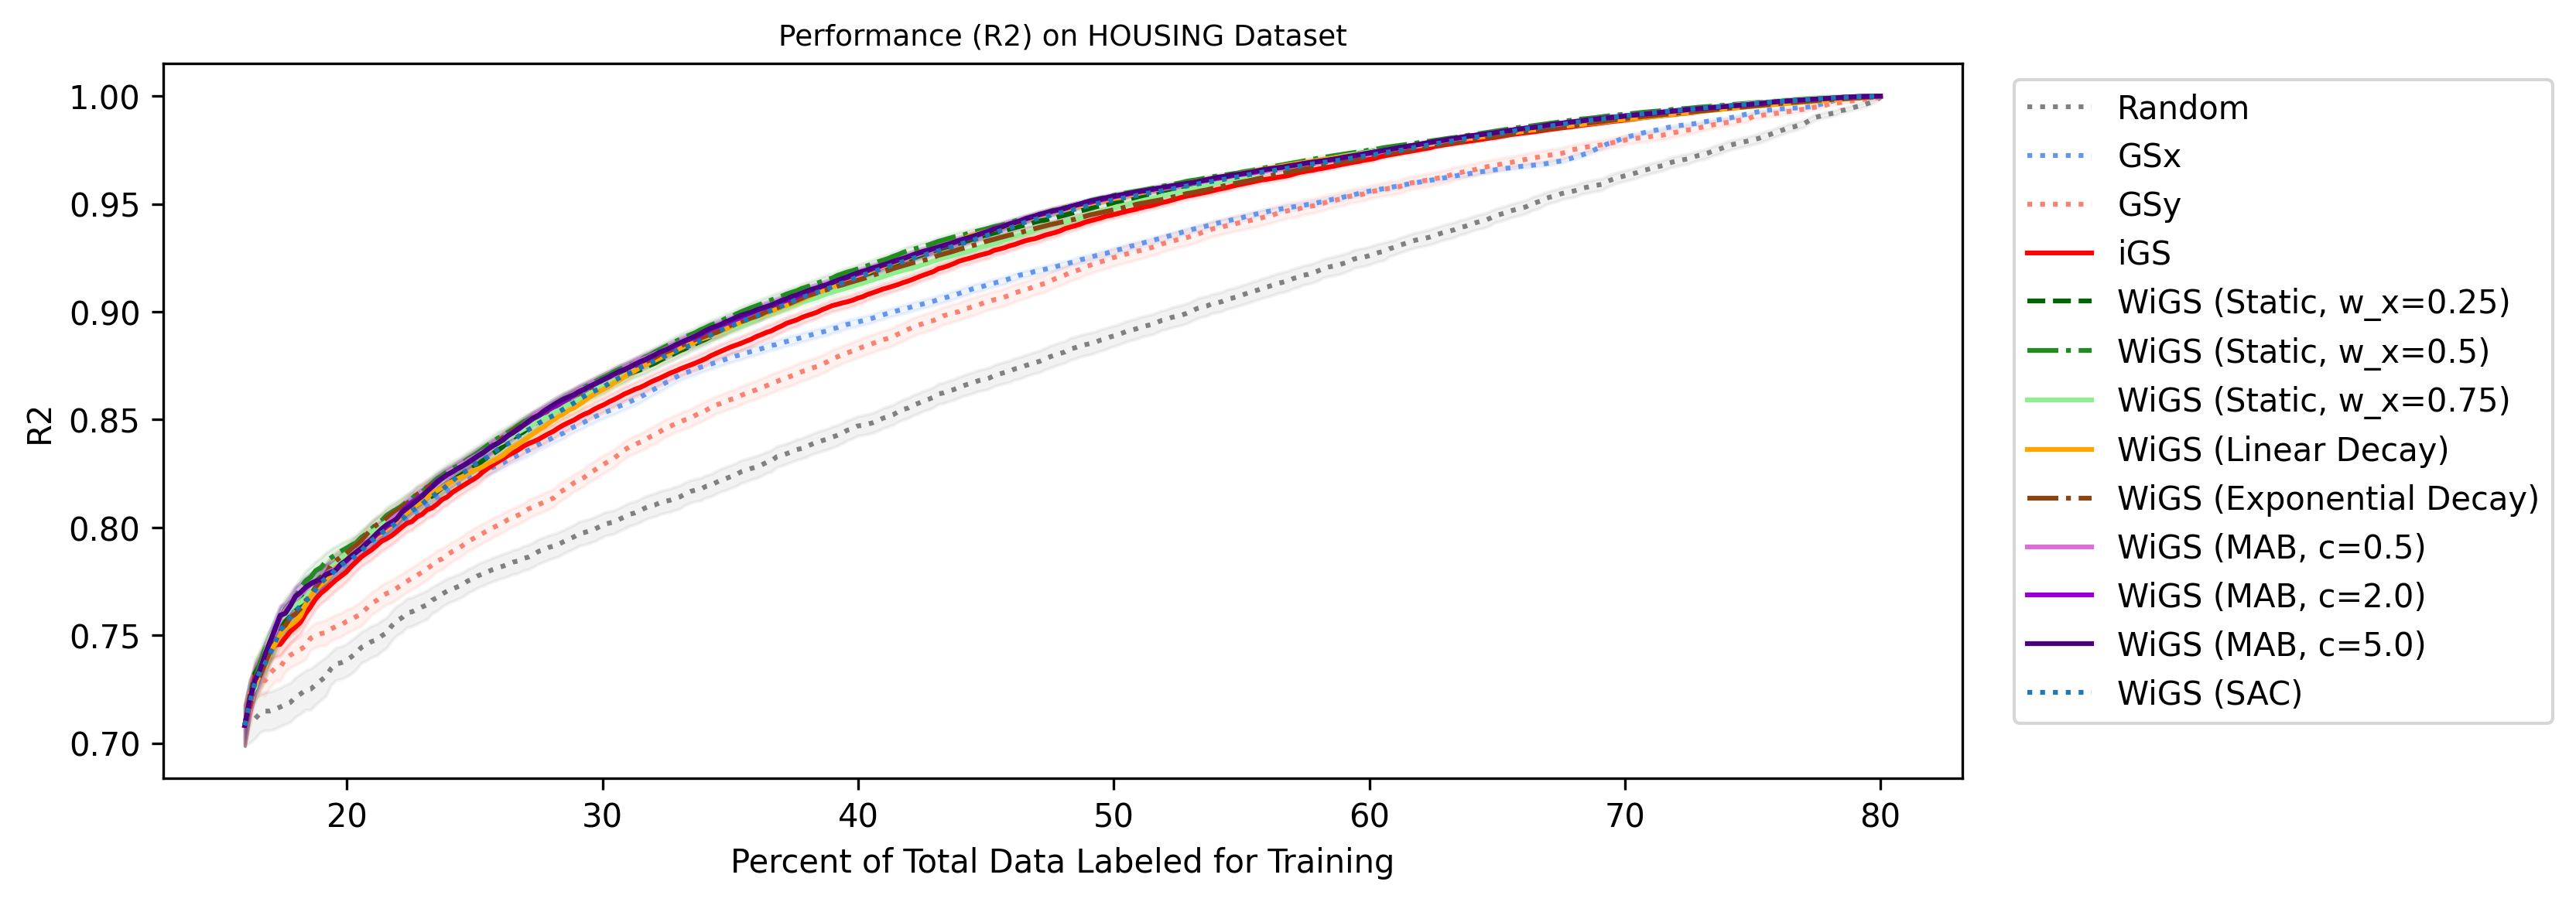 Performance (R2) on HOUSING Dataset
1.00
0.95
0.90
0.85
0.80
0.75
0.70
R2
20 30 40 50 60 70 80
Percent of Total Data Labeled for Training
Random
GSx
GSy
iGS
WiGS (Static, w_x=0.25)
WiGS (Static, w_x=0.5)
WiGS (Static, w_x=0.75)
WiGS (Linear Decay)
WiGS (Exponential Decay)
WiGS (MAB, c=0.5)
WiGS (MAB, c=2.0)
WiGS (MAB, c=5.0)
WiGS (SAC)